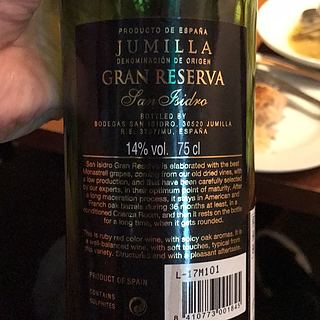 PRODUCTO DE ESPAÑA
JUMILLA
DENOMINACIÓN DE ORIGEN
GRAN RESERVA
San Isidro
BOTTLED BY
BODEGAS SAN ISIDRO, 30520 JUMILLA
R.E. 3707/MU, ESPAÑA
14% vol. 75 cl
San Isidro Gran Reserva is elaborated with the best
Monastrell grapes, coming from our old dried vines, with
a low production, and that have been carefully selected
by our experts, in their optimum point of maturity. After
a long maceration process, it stays in American and
French oak barrels during 36 months at least, in a
conditioned Crianza Room, and then it rests on the bottle
for a long time, when it gets rounded.
This is ruby red color wine, with spicy oak aromas. It is
a well-balanced wine, with soft touches, typical from
this variety. Structured and with a pleasant aftertaste.
PRODUCT OF SPAIN
CONTAINS
SULPHITES
L-17M101
8 410773 001845